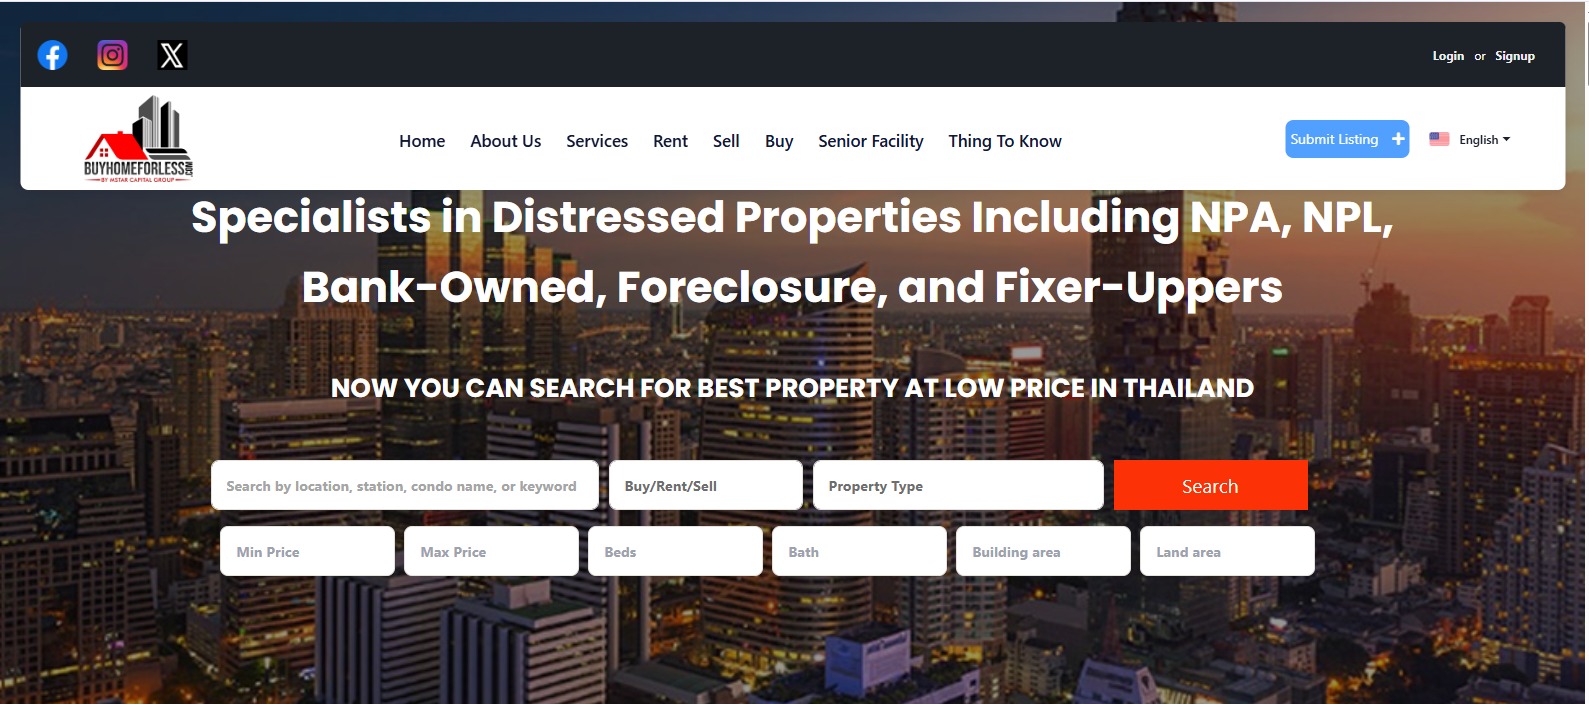 Login or Signup
BUYHOMEFORLESS.COM
BY MSTAR CAPITAL GROUP
Home About Us Services Rent Sell Buy Senior Facility Thing To Know
Submit Listing + English
Specialists in Distressed Properties Including NPA, NPL,
Bank-Owned, Foreclosure, and Fixer-Uppers
NOW YOU CAN SEARCH FOR BEST PROPERTY AT LOW PRICE IN THAILAND
Search by location, station, condo name, or keyword Buy/Rent/Sell Property Type Search
Min Price Max Price Beds Bath Building area Land area